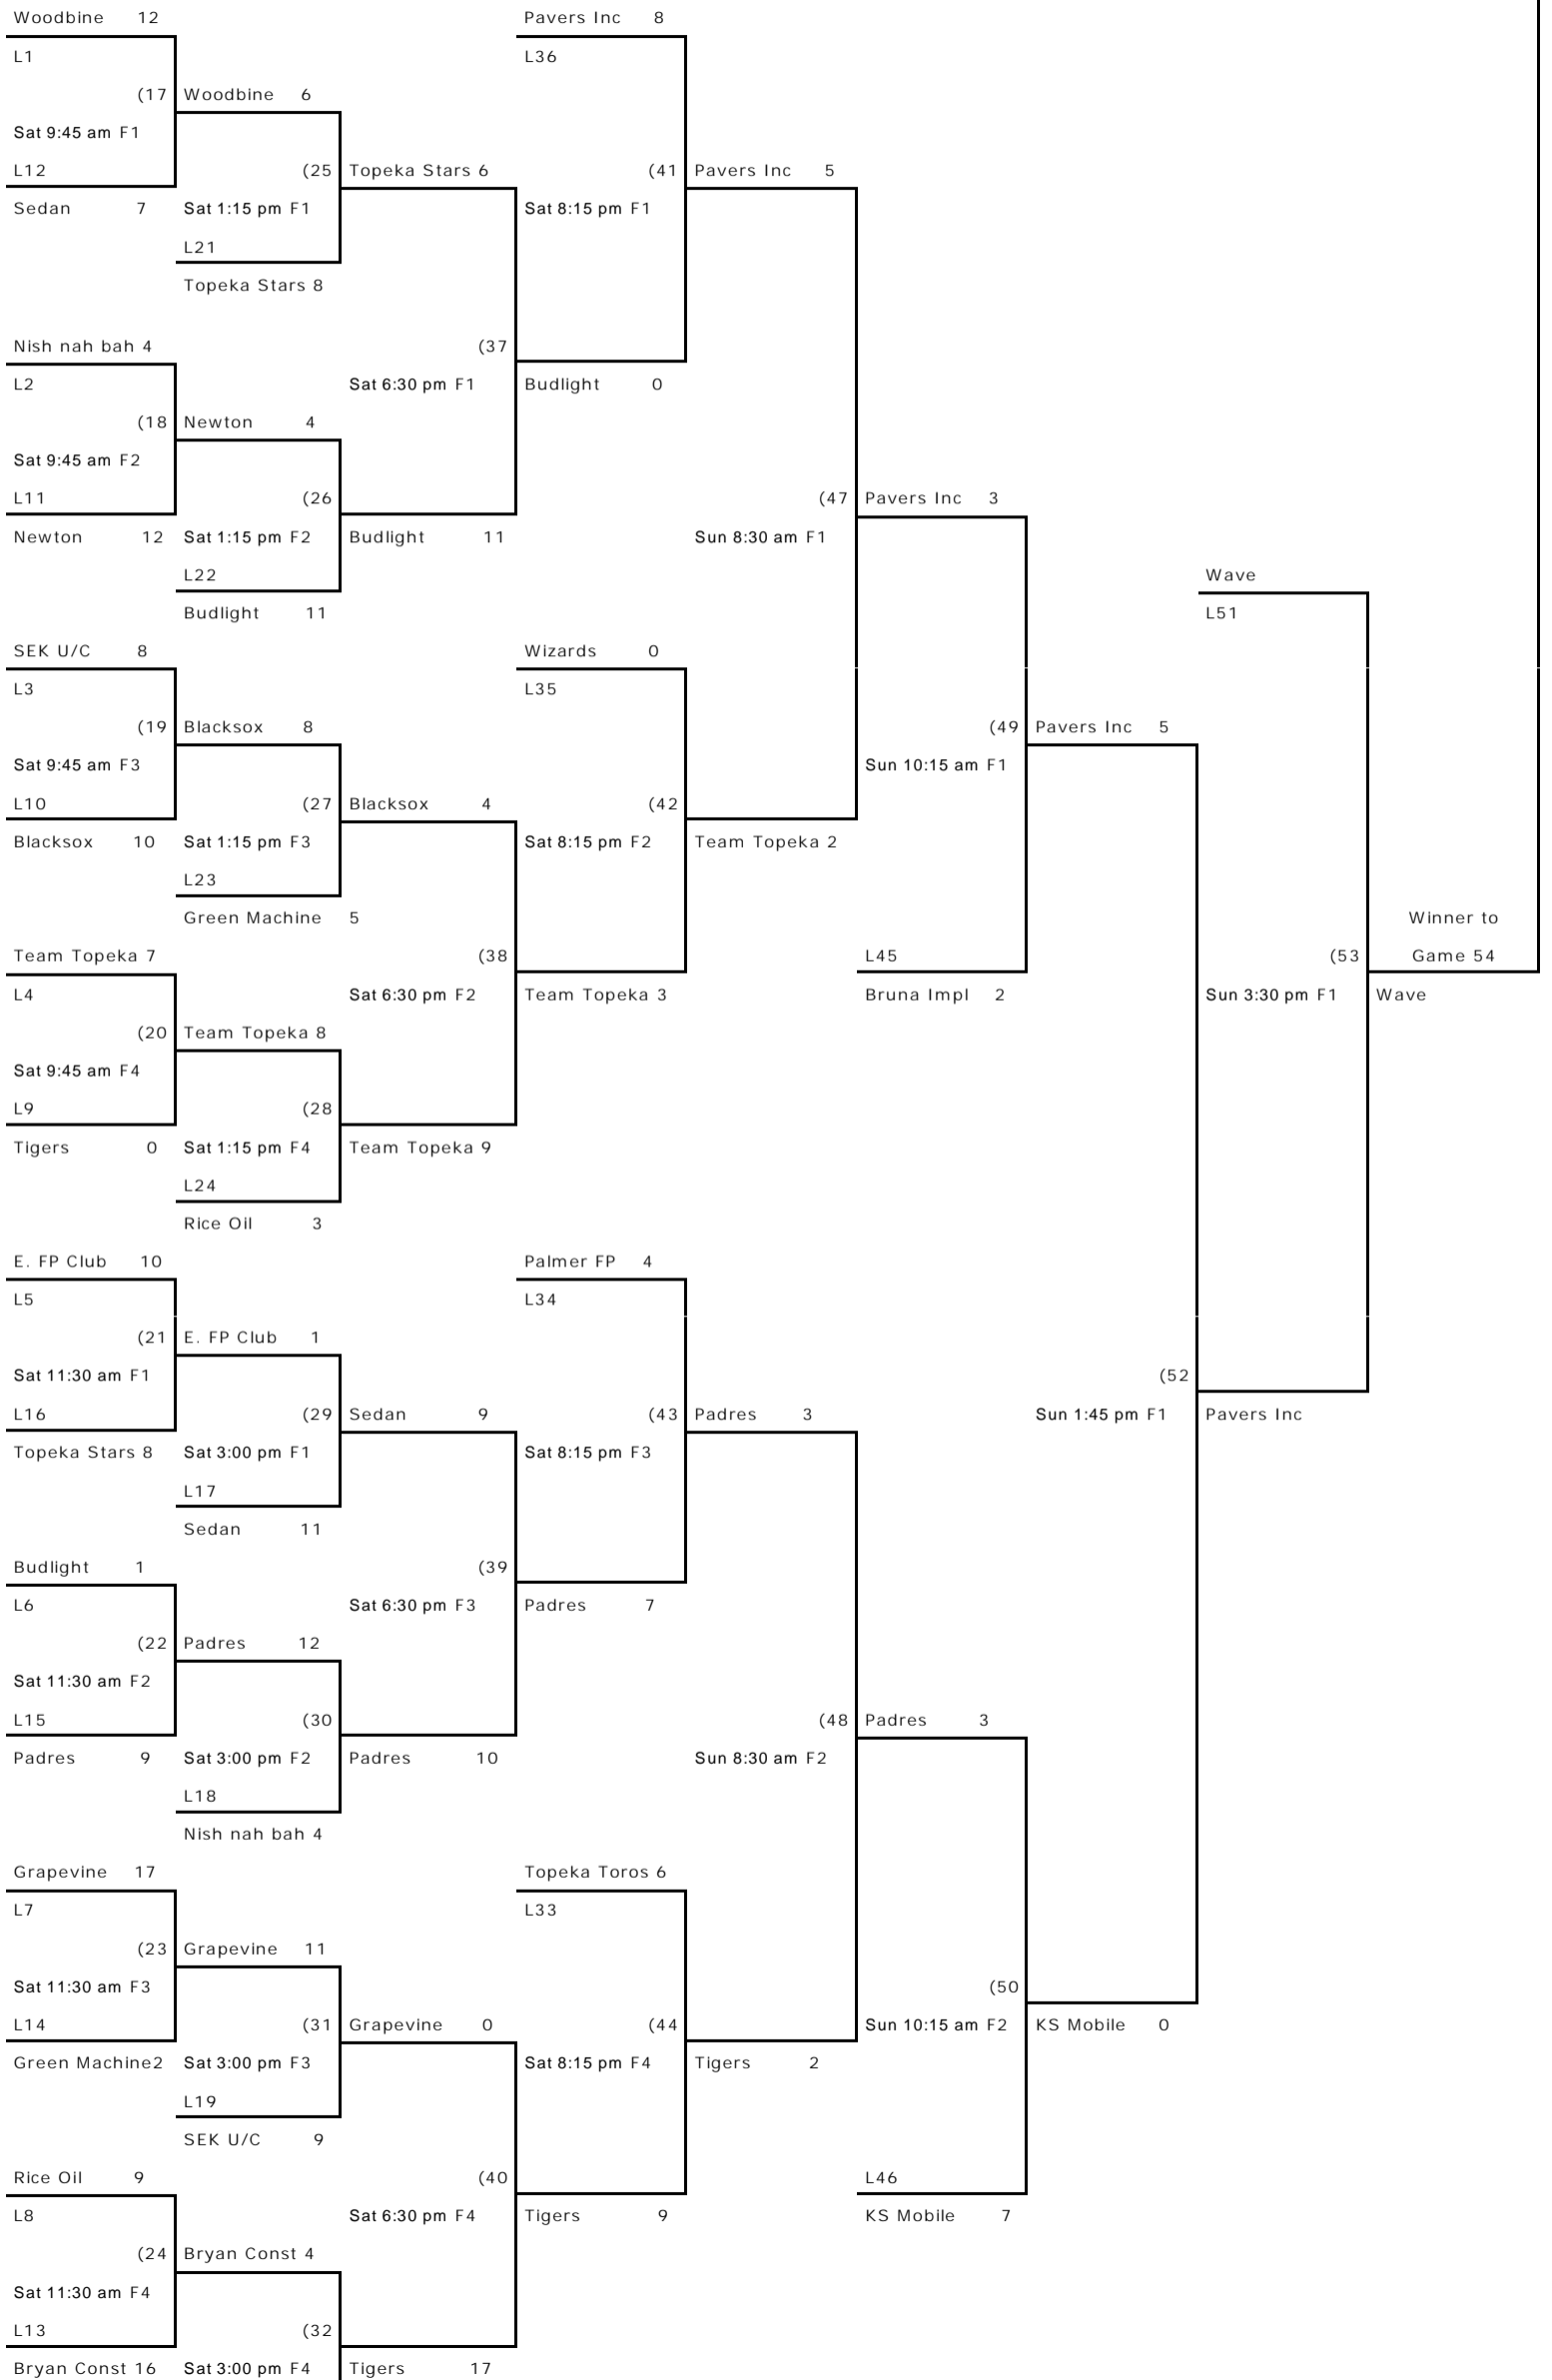 Woodbine 12 Pavers Inc 8
L1 L36
(17 Woodbine 6
Sat 9:45 am F1
L12 (25 Topeka Stars 6 (41 Pavers Inc 5
Sedan 7 Sat 1:15 pm F1 Sat 8:15 pm F1
L21
Topeka Stars 8
Nish nah bah 4 (37
L2 Sat 6:30 pm F1 Budlight 0
(18 Newton 4
Sat 9:45 am F2
L11 (26 (47 Pavers Inc 3
Newton 12 Sat 1:15 pm F2 Budlight 11 Sun 8:30 am F1
L22 Wave
Budlight 11 L51
SEK U/C 8 Wizards 0
L3 L35
(19 Blacksox 8 (49 Pavers Inc 5
Sat 9:45 am F3 Sun 10:15 am F1
L10 (27 Blacksox 4 (42
Blacksox 10 Sat 1:15 pm F3 Sat 8:15 pm F2 Team Topeka 2
L23
Green Machine 5 Winner to
Team Topeka 7 (38 L45 (53 Game 54
L4 Sat 6:30 pm F2 Team Topeka 3 Bruna Impl 2 Sun 3:30 pm F1 Wave
(20 Team Topeka 8
Sat 9:45 am F4
L9 (28
Tigers 0 Sat 1:15 pm F4 Team Topeka 9
L24
Rice Oil 3
E. FP Club 10 Palmer FP 4
L5 L34
(21 E. FP Club 1
Sat 11:30 am F1 (52
L16 (29 Sedan 9 (43 Padres 3 Sun 1:45 pm F1 Pavers Inc
Topeka Stars 8 Sat 3:00 pm F1 Sat 8:15 pm F3
L17
Sedan 11
Budlight 1 (39
L6 Sat 6:30 pm F3 Padres 7
(22 Padres 12
Sat 11:30 am F2
L15 (30 (48 Padres 3
Padres 9 Sat 3:00 pm F2 Padres 10 Sun 8:30 am F2
L18
Nish nah bah 4
Grapevine 17 Topeka Toros 6
L7 L33
(23 Grapevine 11
Sat 11:30 am F3 (50
L14 (31 Grapevine 0 (44 Sun 10:15 am F2 KS Mobile 0
Green Machine2 Sat 3:00 pm F3 Sat 8:15 pm F4 Tigers 2
L19
SEK U/C 9
Rice Oil 9 (40 L46
L8 Sat 6:30 pm F4 Tigers 9 KS Mobile 7
(24 Bryan Const 4
Sat 11:30 am F4
L13 (32
Bryan Const 16 Sat 3:00 pm F4 Tigers 17